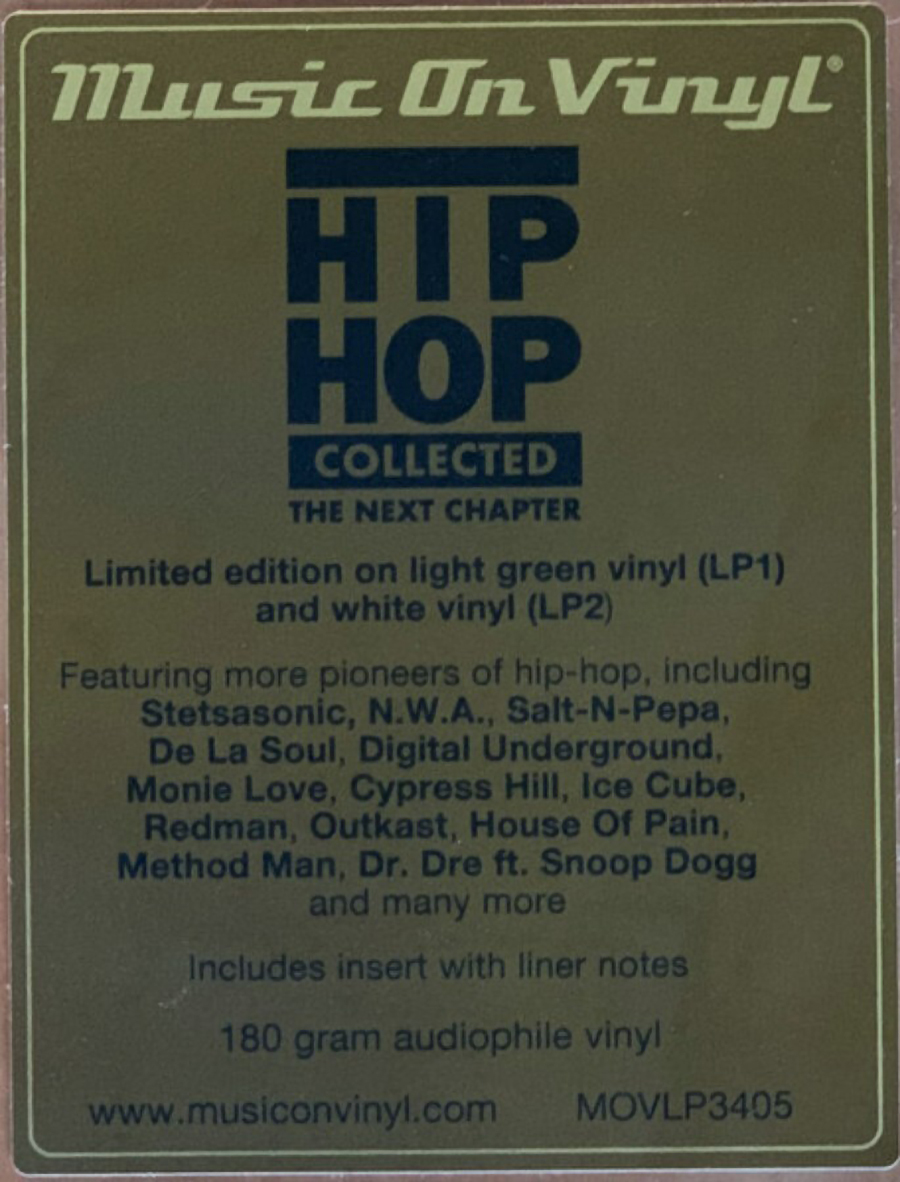 Music On Vinyl®
HIP
HOP
COLLECTED
THE NEXT CHAPTER
Limited edition on light green vinyl (LP1)
and white vinyl (LP2)
Featuring more pioneers of hip-hop, including
Stetsasonic, N.W.A., Salt-N-Pepa,
De La Soul, Digital Underground,
Monie Love, Cypress Hill, Ice Cube,
Redman, Outkast, House Of Pain,
Method Man, Dr. Dre ft. Snoop Dogg
and many more
Includes insert with liner notes
180 gram audiophile vinyl
www.musiconvinyl.com MOVLP3405